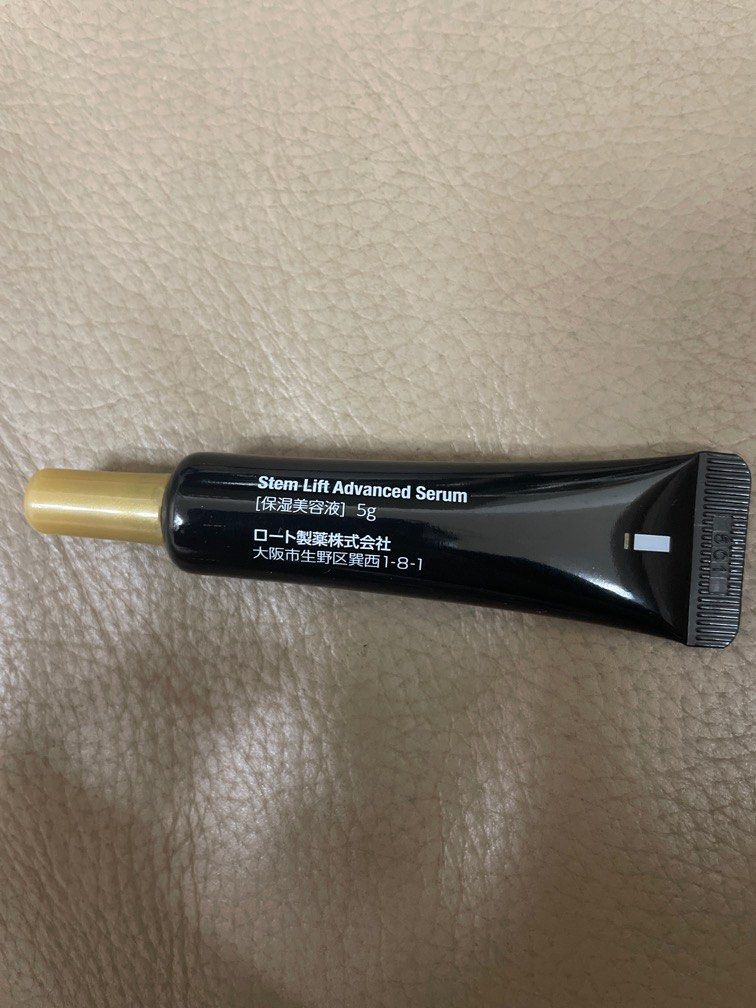 Stem Lift Advanced Serum
[保湿美容液] 5g
ロート製薬株式会社
大阪市生野区巽西1-8-1